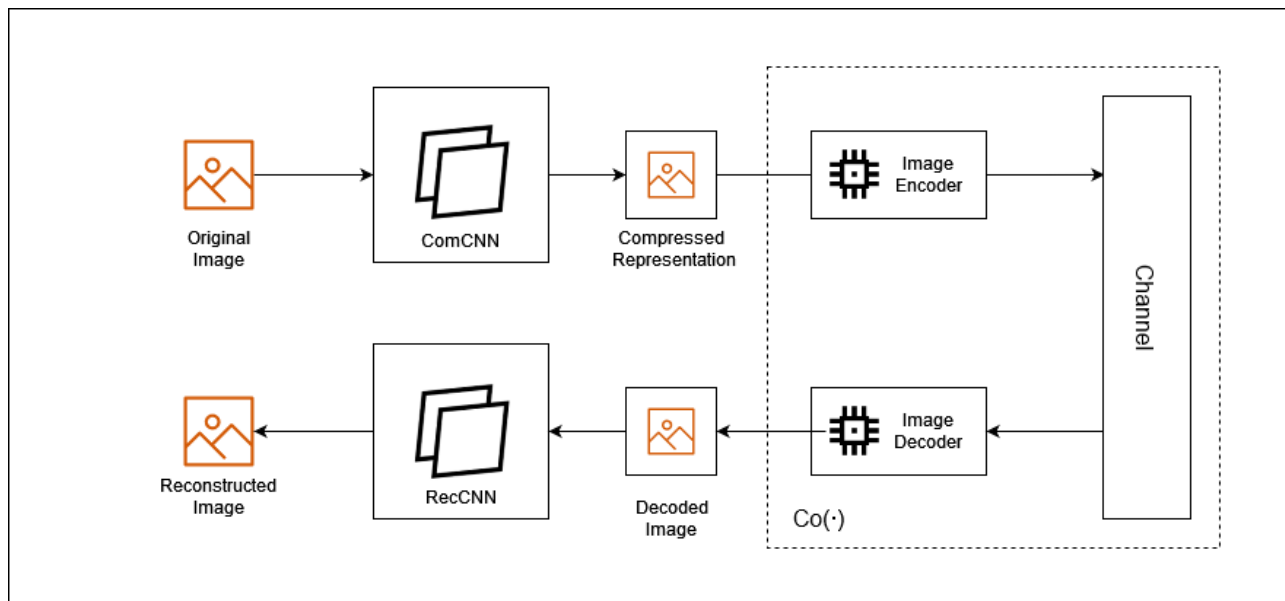 Original
Image
ComCNN
Compressed
Representation
Image
Encoder
Channel
Reconstructed
Image
RecCNN
Decoded
Image
Image
Decoder
Co(·)